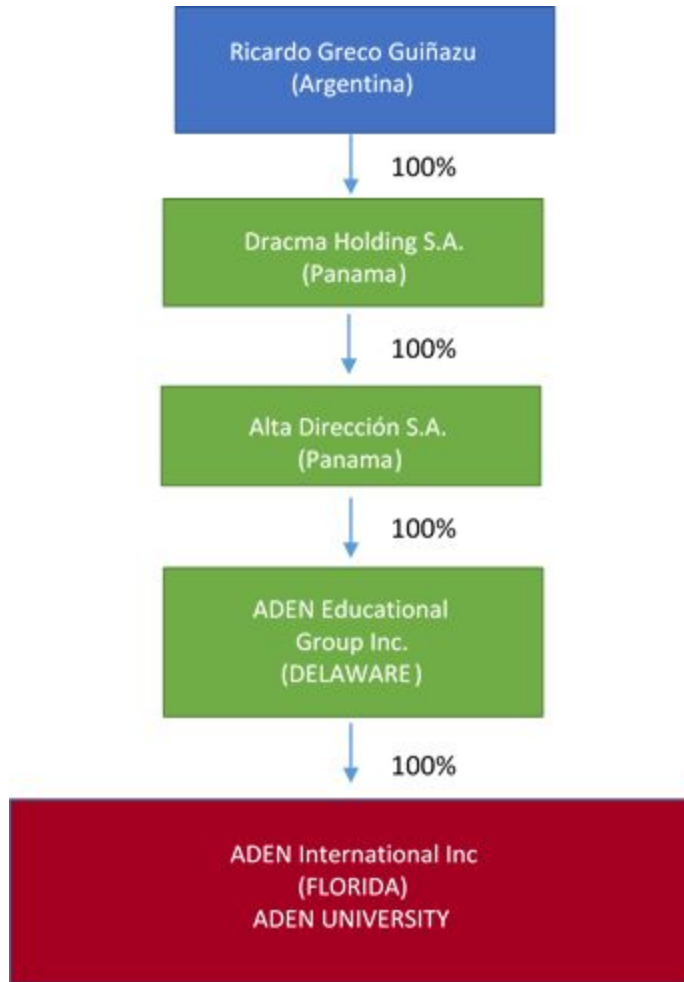 Ricardo Greco Guiñazu
(Argentina)
100%
Dracma Holding S.A.
(Panama)
100%
Alta Dirección S.A.
(Panama)
100%
ADEN Educational
Group Inc.
(DELAWARE)
100%
ADEN International Inc
(FLORIDA)
ADEN UNIVERSITY